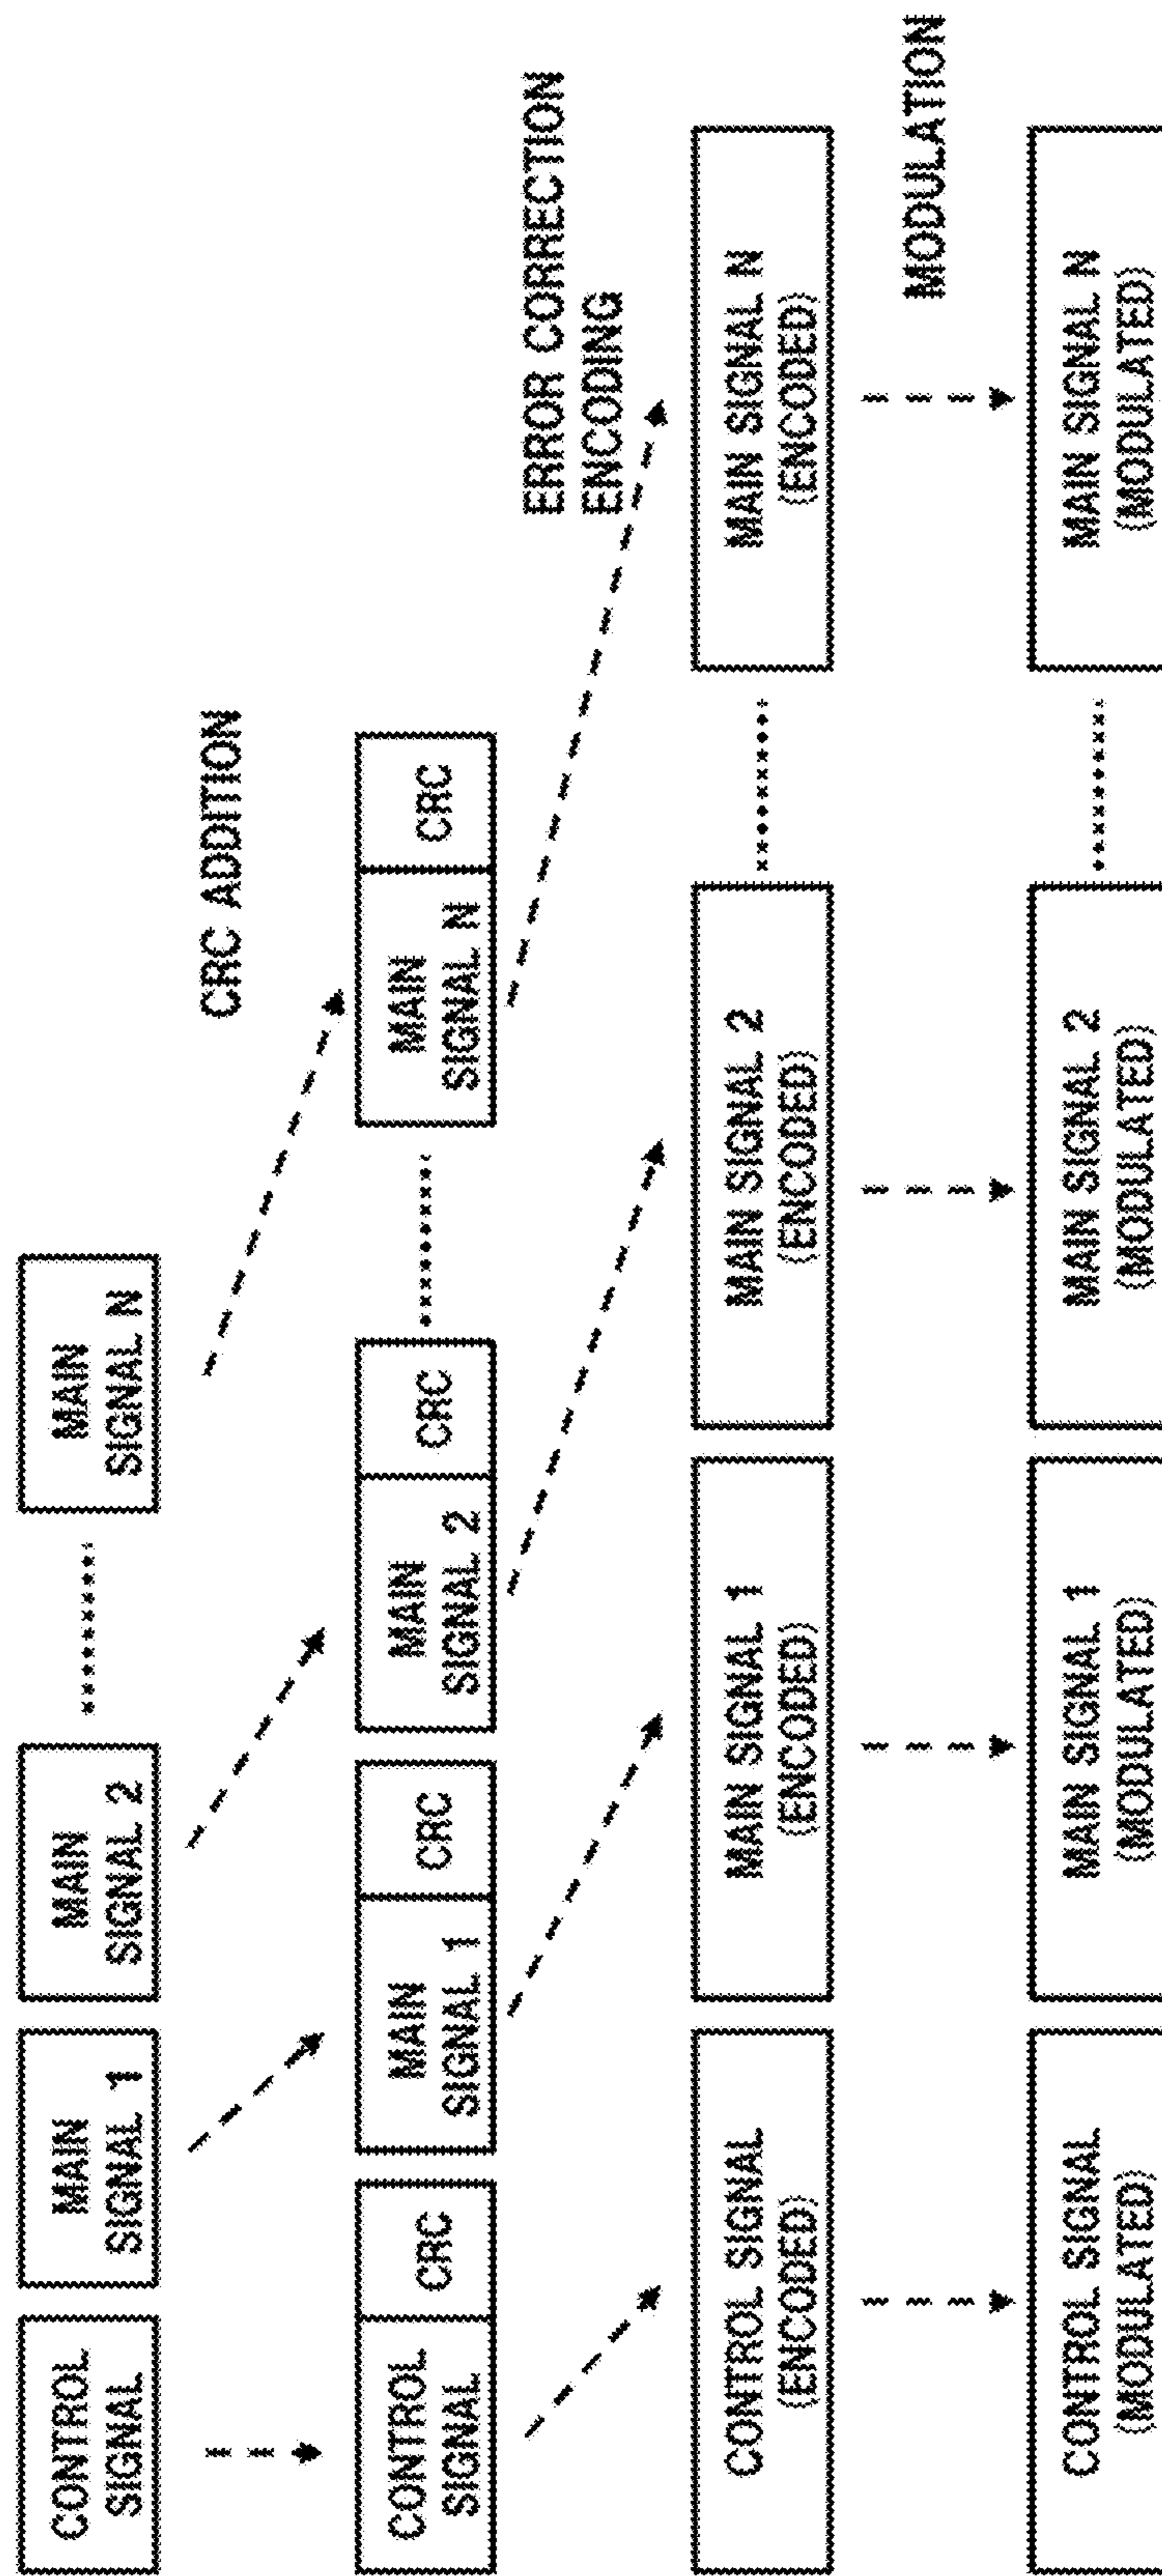 CONTROL
SIGNAL
MAIN
SIGNAL 1
MAIN
SIGNAL 2
MAIN
SIGNAL N
CRC ADDITION
CONTROL
SIGNAL
CRC
MAIN
SIGNAL 1
CRC
MAIN
SIGNAL 2
CRC
MAIN
SIGNAL N
CRC
ERROR CORRECTION
ENCODING
CONTROL SIGNAL
(ENCODED)
MAIN SIGNAL 1
(ENCODED)
MAIN SIGNAL 2
(ENCODED)
MAIN SIGNAL N
(ENCODED)
MODULATION
CONTROL SIGNAL
(MODULATED)
MAIN SIGNAL 1
(MODULATED)
MAIN SIGNAL 2
(MODULATED)
MAIN SIGNAL N
(MODULATED)